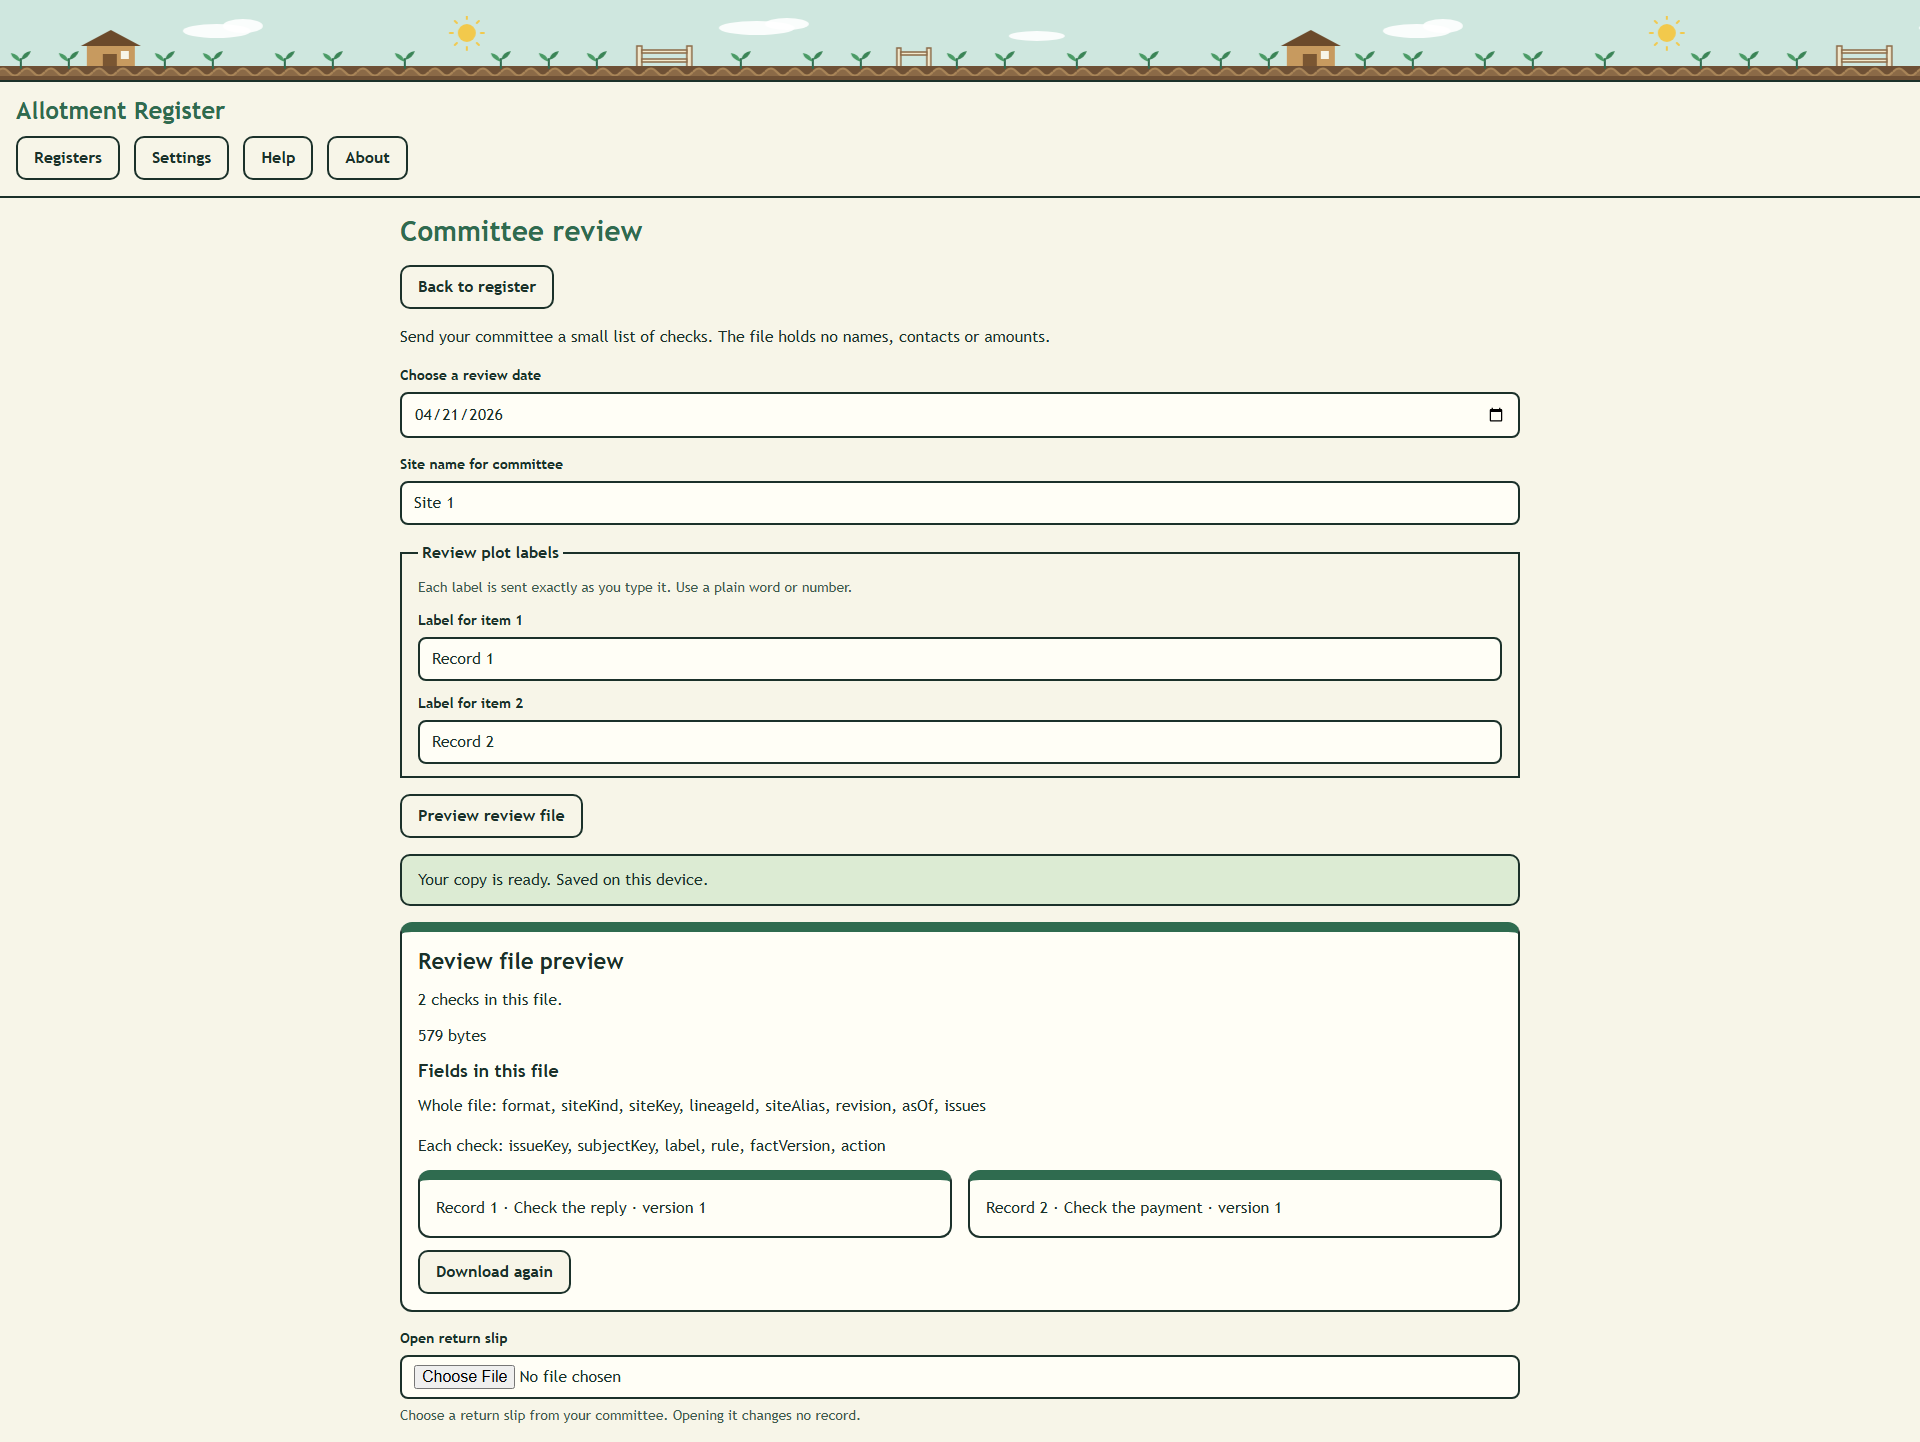 Allotment Register
Registers Settings Help About
Committee review
Back to register
Send your committee a small list of checks. The file holds no names, contacts or amounts.
Choose a review date
04/21/2026
Site name for committee
Site 1
Review plot labels
Each label is sent exactly as you type it. Use a plain word or number.
Label for item 1
Record 1
Label for item 2
Record 2
Preview review file
Your copy is ready. Saved on this device.
Review file preview
2 checks in this file.
579 bytes
Fields in this file
Whole file: format, siteKind, siteKey, lineageId, siteAlias, revision, asOf, issues
Each check: issueKey, subjectKey, label, rule, factVersion, action
Record 1 · Check the reply · version 1
Record 2 · Check the payment · version 1
Download again
Open return slip
Choose File No file chosen
Choose a return slip from your committee. Opening it changes no record.